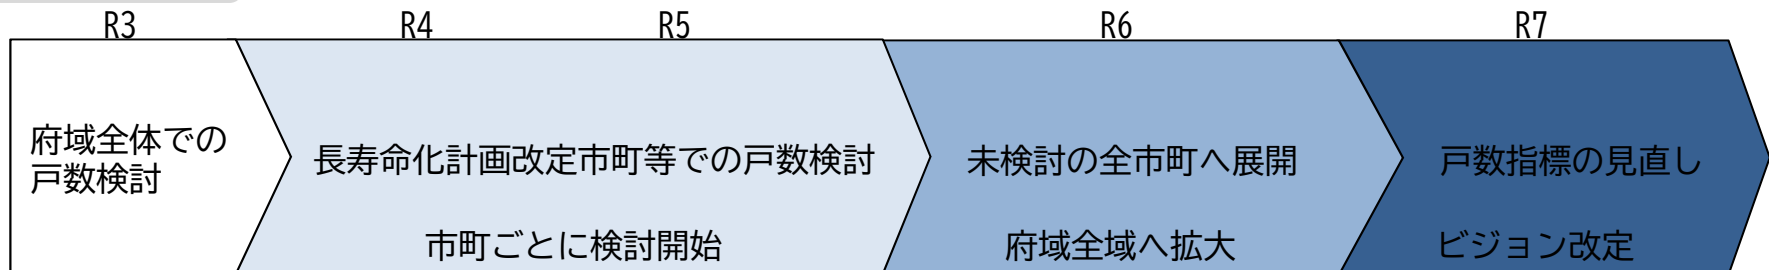 R3
R4
R5
R6
R7
府域全体での
戸数検討
長寿命化計画改定市町等での戸数検討
市町ごとに検討開始
未検討の全市町へ展開
府域全域へ拡大
戸数指標の見直し
ビジョン改定